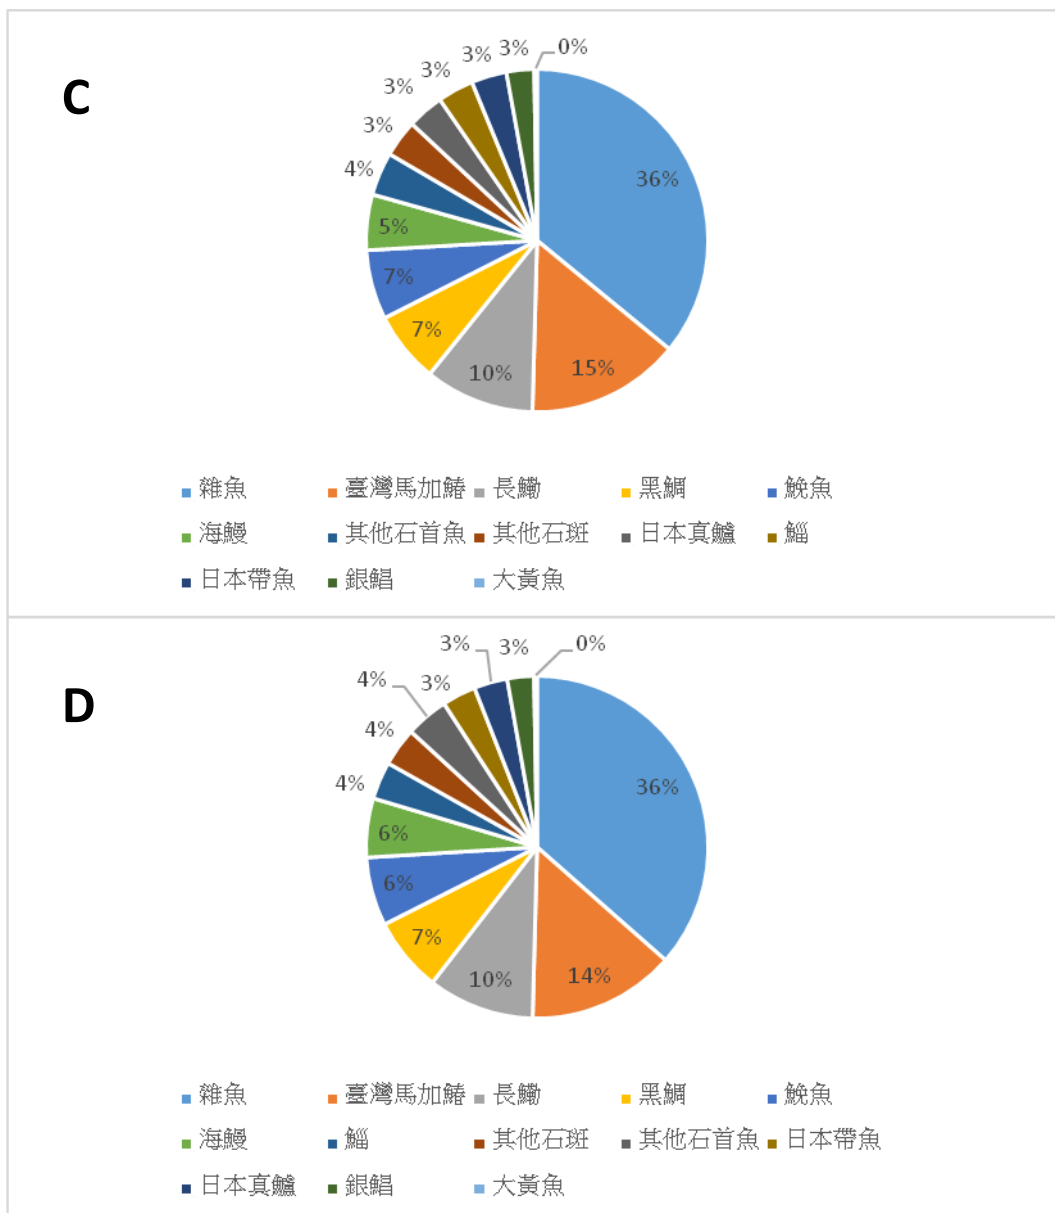 C
3% 3% 0%
3%
3%
3%
4%
36%
5%
7%
7%
15%
10%
雜魚 臺灣馬加鰆 長鰳 黑鯛 鮸魚
海鰻 其他石首魚 其他石斑 日本真鱸 鯔
日本帶魚 銀鯧 大黃魚
D
3% 3% 0%
4% 3%
4%
4%
36%
6%
6%
7%
14%
10%
雜魚 臺灣馬加鰆 長鰳 黑鯛 鮸魚
海鰻 鯔 其他石斑 其他石首魚 日本帶魚
日本真鱸 銀鯧 大黃魚